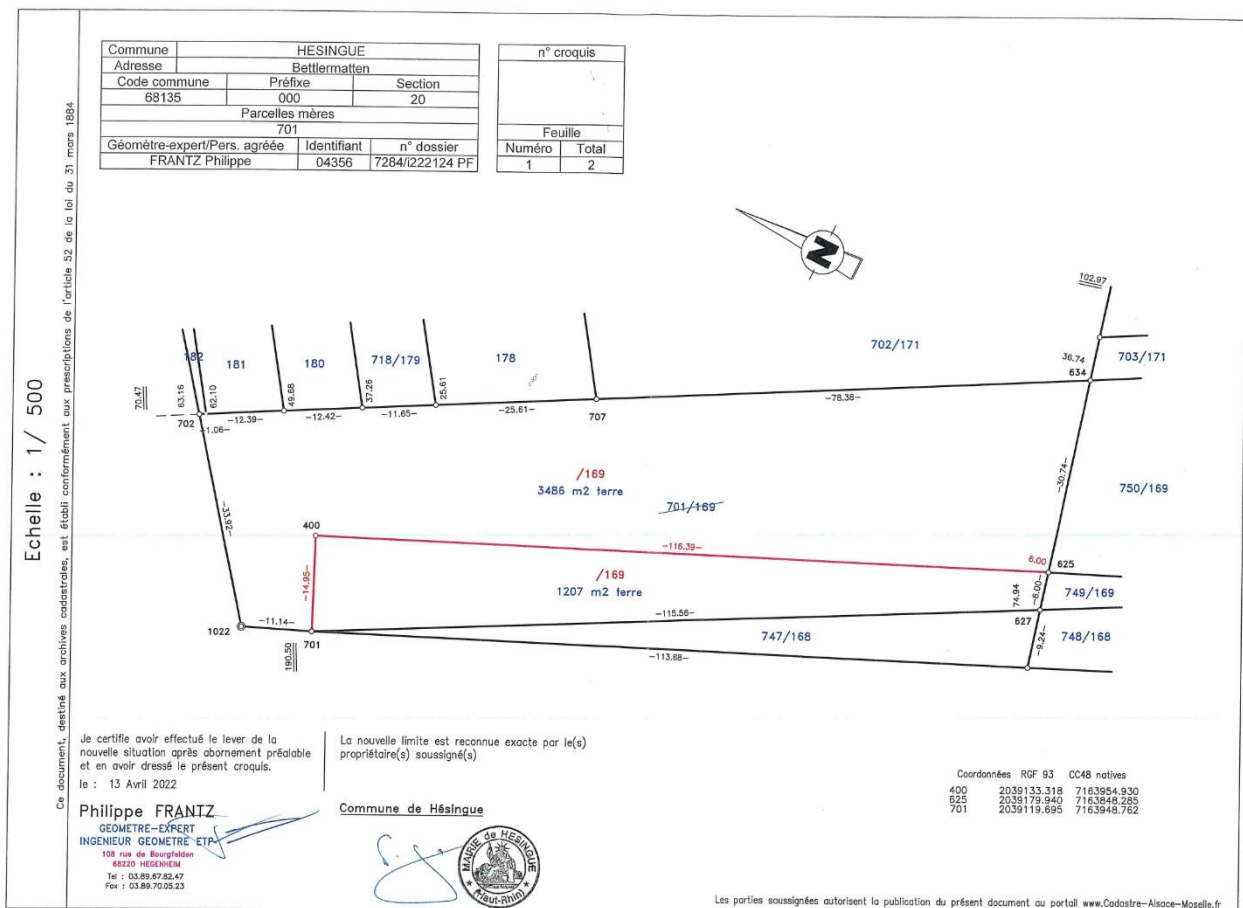 Commune HESINGUE
Adresse Bettlermatten
Code commune Préfixe Section
68135 000 20
Parcelles mères
701
Géomètre-expert/Pers. agréée Identifiant n° dossier
FRANTZ Philippe 04356 7284/i222124 PF
n° croquis
Feuille
Numéro Total
1 2
Ce document, destiné aux archives cadastrales, est établi conformément aux prescriptions de l'article 52 de la loi du 31 mars 1884
Echelle : 1/ 500
N
102.97
182
181
180
718/179
178
702/171
703/171
36.74
634
70.47
63.16
62.10
49.68
37.26
25.61
702
-1.06-
-12.39-
-12.42-
-11.65-
-25.61-
707
-78.38-
/169
3486 m2 terre
701/169
-30.74-
750/169
-33.92-
400
-116.39-
6.00
625
-14.95-
/169
1207 m2 terre
74.94
-6.00-
749/169
-115.56-
627
1022
-11.14-
701
190.50
747/168
-9.24-
748/168
-113.68-
Je certifie avoir effectué le lever de la
nouvelle situation après abornement préalable
et en avoir dressé le présent croquis.
le : 13 Avril 2022
La nouvelle limite est reconnue exacte par le(s)
propriétaire(s) soussigné(s)
Philippe FRANTZ
GEOMETRE-EXPERT
INGENIEUR GEOMETRE ETP
108 rue de Bourgfelden
68220 HEGENHEIM
Tel : 03.89.67.82.47
Fax : 03.89.70.05.23
Commune de Hésingue
MAIRIE de HESINGUE
(Haut-Rhin)
Coordonnées RGF 93 CC48 natives
400 2039133.318 7163954.930
625 2039179.940 7163848.285
701 2039119.695 7163948.762
Les parties soussignées autorisent la publication du présent document au portail www.Cadastre-Alsace-Moselle.fr